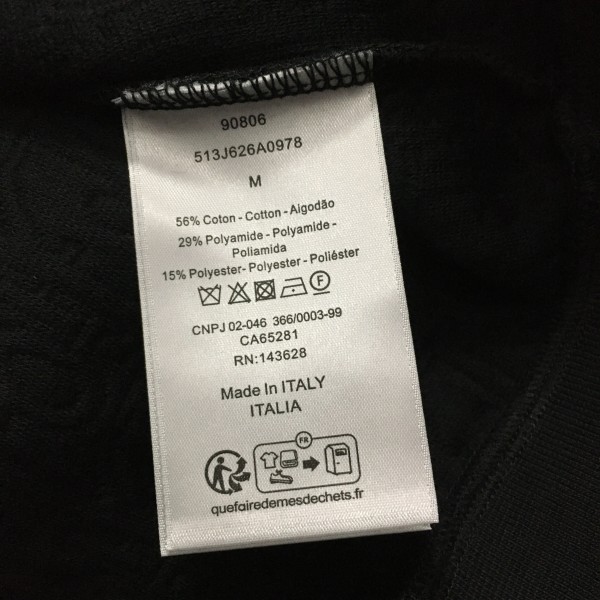 90806
513J626A0978
M
56% Coton - Cotton - Algodão
29% Polyamide - Polyamide -
Poliamida
15% Polyester- Polyester - Poliéster
F
CNPJ 02-046 366/0003-99
CA65281
RN:143628
Made In ITALY
ITALIA
FR
quefairedemesdechets.fr